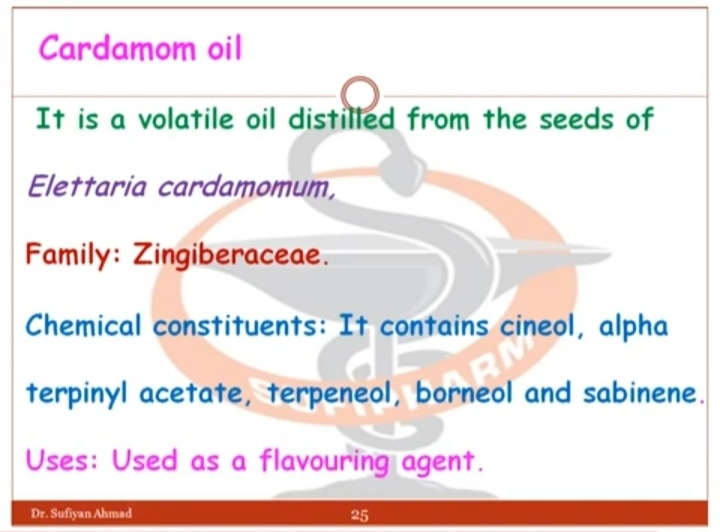 Cardamom oil
It is a volatile oil distilled from the seeds of
Elettaria cardamomum,
Family: Zingiberaceae.
Chemical constituents: It contains cineol, alpha
terpinyl acetate, terpeneol, borneol and sabinene.
Uses: Used as a flavouring agent.
SUFIPHARM
Dr. Sufiyan Ahmad
25